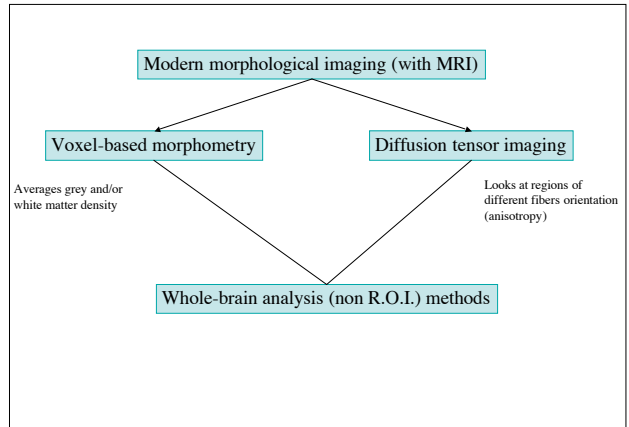 Modern morphological imaging (with MRI)
Voxel-based morphometry
Diffusion tensor imaging
Averages grey and/or
white matter density
Looks at regions of
different fibers orientation
(anisotropy)
Whole-brain analysis (non R.O.I.) methods